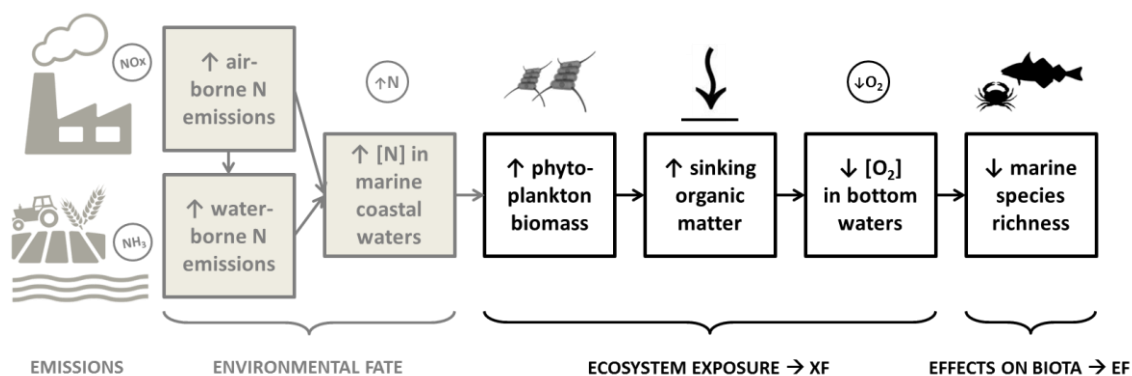 NOx
↑ air-
borne N
emissions
↑N
↓O₂
NH₃
↑ water-
borne N
emissions
↑ [N] in
marine
coastal
waters
↑ phyto-
plankton
biomass
↑ sinking
organic
matter
↓ [O₂]
in bottom
waters
↓ marine
species
richness
EMISSIONS
ENVIRONMENTAL FATE
ECOSYSTEM EXPOSURE → XF
EFFECTS ON BIOTA → EF